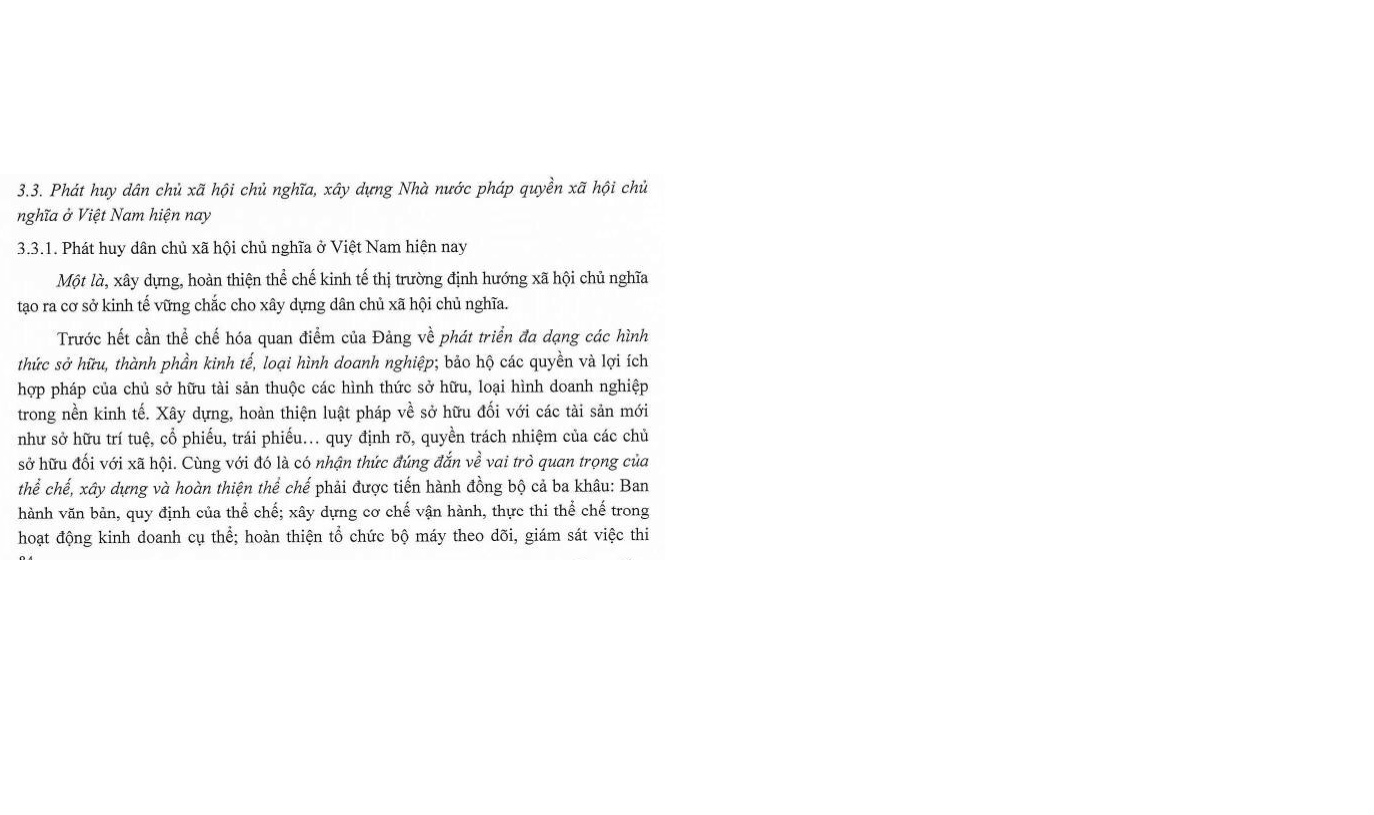 3.3. Phát huy dân chủ xã hội chủ nghĩa, xây dựng Nhà nước pháp quyền xã hội chủ
nghĩa ở Việt Nam hiện nay
3.3.1. Phát huy dân chủ xã hội chủ nghĩa ở Việt Nam hiện nay
Một là, xây dựng, hoàn thiện thể chế kinh tế thị trường định hướng xã hội chủ nghĩa
tạo ra cơ sở kinh tế vững chắc cho xây dựng dân chủ xã hội chủ nghĩa.
Trước hết cần thể chế hóa quan điểm của Đảng về phát triển đa dạng các hình
thức sở hữu, thành phần kinh tế, loại hình doanh nghiệp; bảo hộ các quyền và lợi ích
hợp pháp của chủ sở hữu tài sản thuộc các hình thức sở hữu, loại hình doanh nghiệp
trong nền kinh tế. Xây dựng, hoàn thiện luật pháp về sở hữu đối với các tài sản mới
như sở hữu trí tuệ, cổ phiếu, trái phiếu… quy định rõ, quyền trách nhiệm của các chủ
sở hữu đối với xã hội. Cùng với đó là có nhận thức đúng đắn về vai trò quan trọng của
thể chế, xây dựng và hoàn thiện thể chế phải được tiến hành đồng bộ cả ba khâu: Ban
hành văn bản, quy định của thể chế; xây dựng cơ chế vận hành, thực thi thể chế trong
hoạt động kinh doanh cụ thể; hoàn thiện tổ chức bộ máy theo dõi, giám sát việc thi